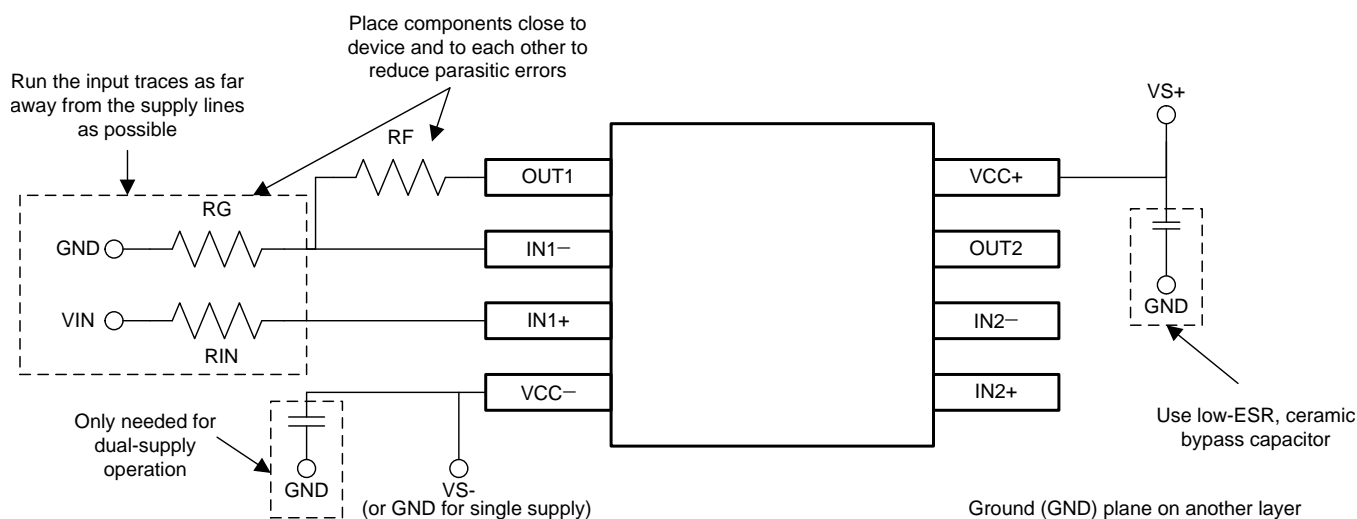 Place components close to
device and to each other to
reduce parasitic errors
Run the input traces as far
away from the supply lines
as possible
VS+
RF
OUT1
VCC+
RG
GND
IN1−
OUT2
GND
VIN
IN1+
IN2−
RIN
VCC−
IN2+
Only needed for
dual-supply
operation
Use low-ESR, ceramic
bypass capacitor
GND
VS-
(or GND for single supply)
Ground (GND) plane on another layer